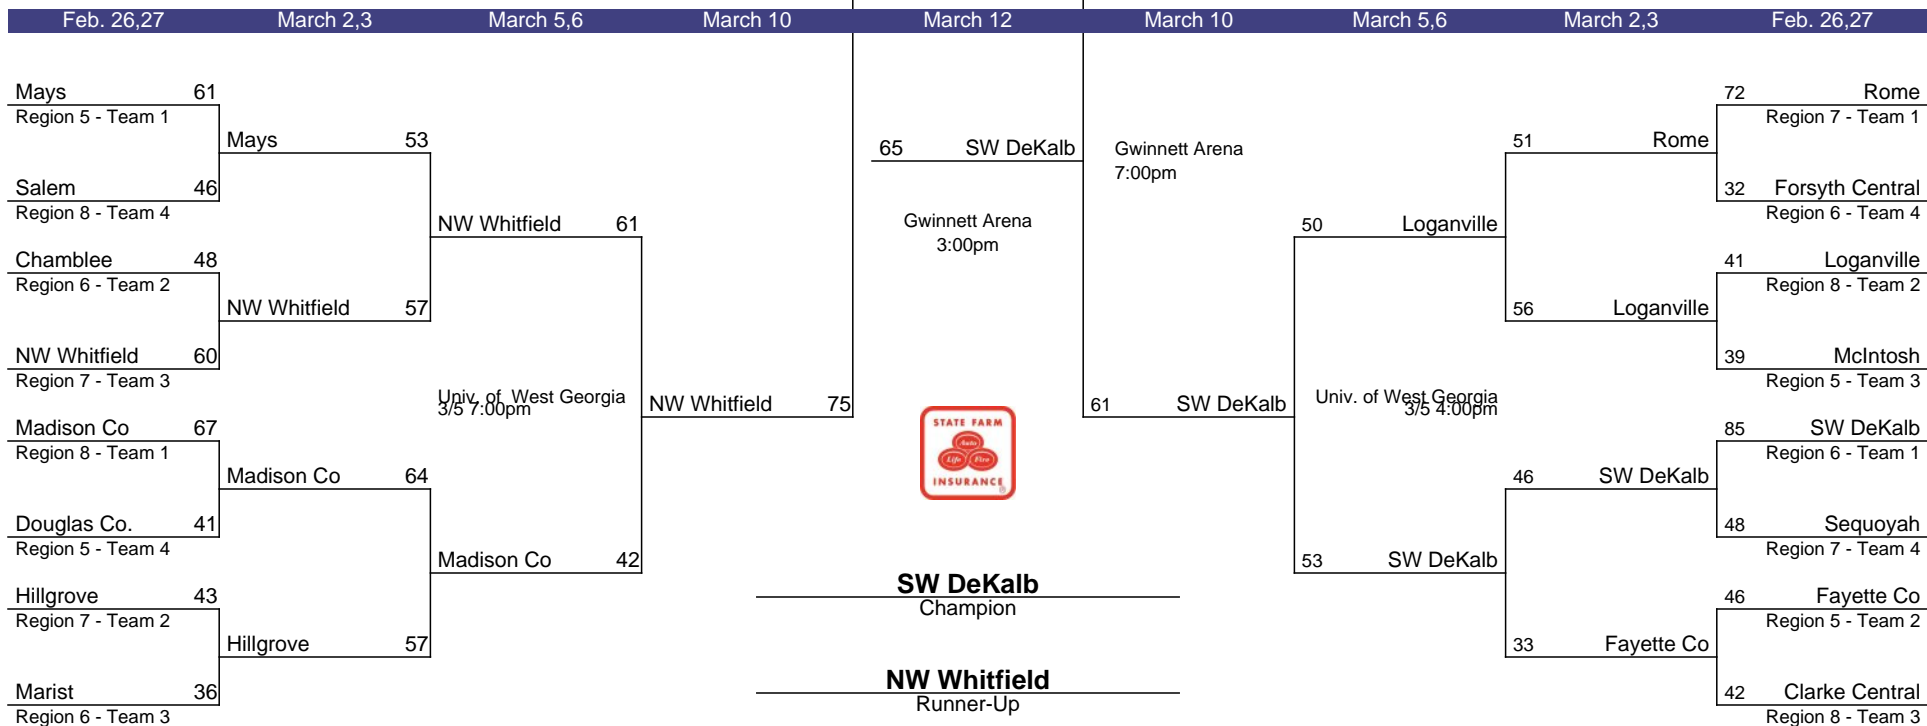 Feb. 26,27 March 2,3 March 5,6 March 10 March 12 March 10 March 5,6 March 2,3 Feb. 26,27
Mays 61
Region 5 - Team 1
Mays 53
Salem 46
Region 8 - Team 4
NW Whitfield 61
Chamblee 48
Region 6 - Team 2
NW Whitfield 57
NW Whitfield 60
Region 7 - Team 3
Univ. of West Georgia
3/5 7:00pm
NW Whitfield 75
Madison Co 67
Region 8 - Team 1
Madison Co 64
Douglas Co. 41
Region 5 - Team 4
Madison Co 42
Hillgrove 43
Region 7 - Team 2
Hillgrove 57
Marist 36
Region 6 - Team 3
65 SW DeKalb
Gwinnett Arena
3:00pm
STATE FARM
Auto
Life Fire
INSURANCE
®
SW DeKalb
Champion
NW Whitfield
Runner-Up
Gwinnett Arena
7:00pm
61 SW DeKalb
50 Loganville
Univ. of West Georgia
3/5 4:00pm
53 SW DeKalb
51 Rome
56 Loganville
46 SW DeKalb
33 Fayette Co
72 Rome
Region 7 - Team 1
32 Forsyth Central
Region 6 - Team 4
41 Loganville
Region 8 - Team 2
39 McIntosh
Region 5 - Team 3
85 SW DeKalb
Region 6 - Team 1
48 Sequoyah
Region 7 - Team 4
46 Fayette Co
Region 5 - Team 2
42 Clarke Central
Region 8 - Team 3